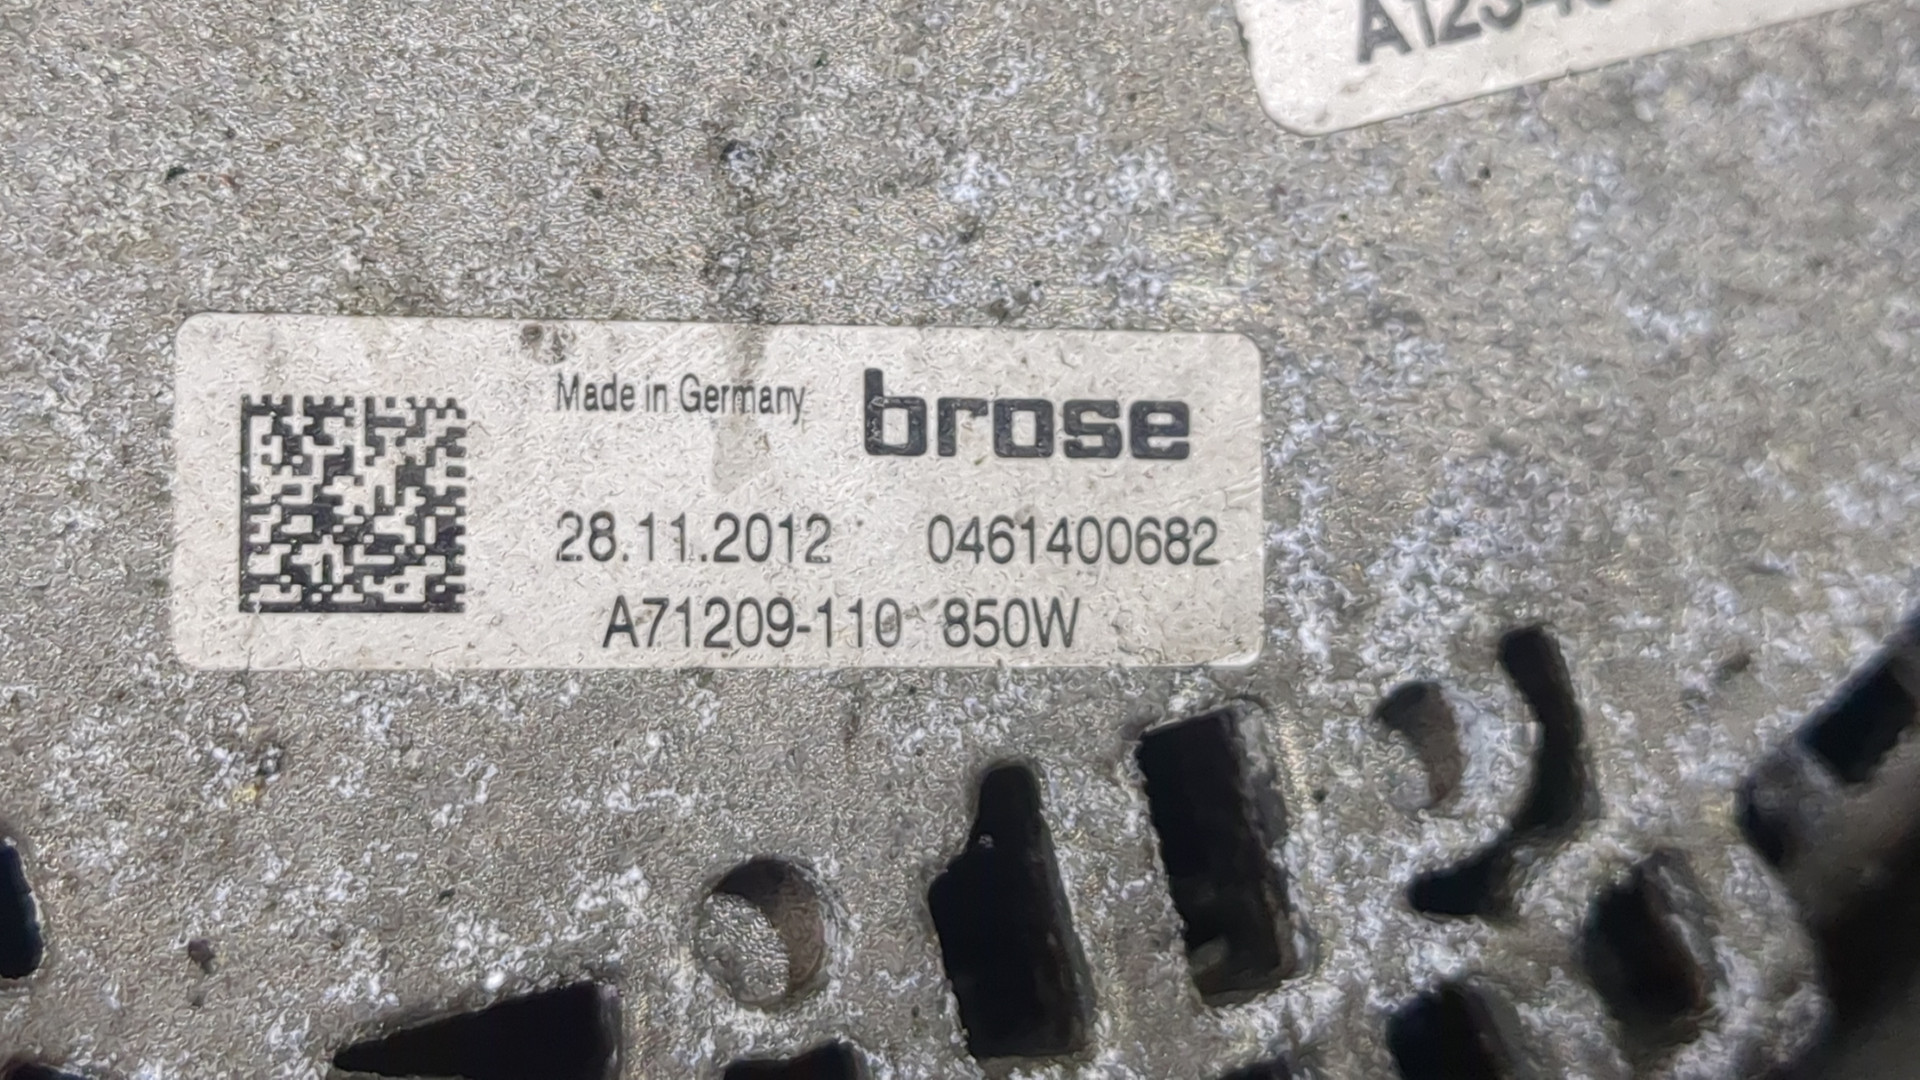 Made in Germany brose
28.11.2012 0461400682
A71209-110 850W